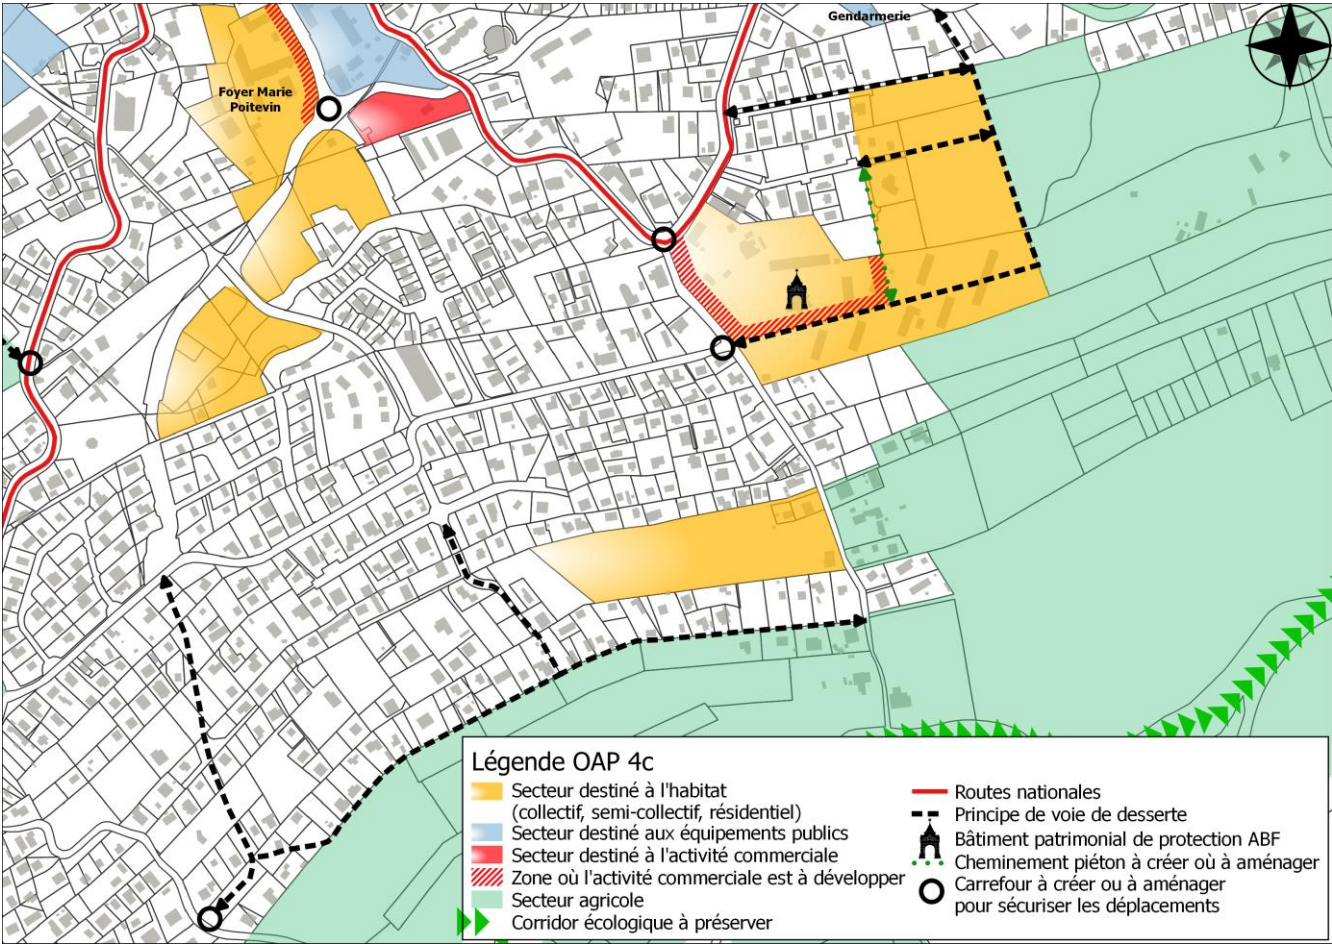 Gendarmerie
Foyer Marie
Poitevin
Légende OAP 4c
Secteur destiné à l'habitat
(collectif, semi-collectif, résidentiel)
Secteur destiné aux équipements publics
Secteur destiné à l'activité commerciale
Zone où l'activité commerciale est à développer
Secteur agricole
Corridor écologique à préserver
Routes nationales
Principe de voie de desserte
Bâtiment patrimonial de protection ABF
Cheminement piéton à créer où à aménager
Carrefour à créer ou à aménager
pour sécuriser les déplacements